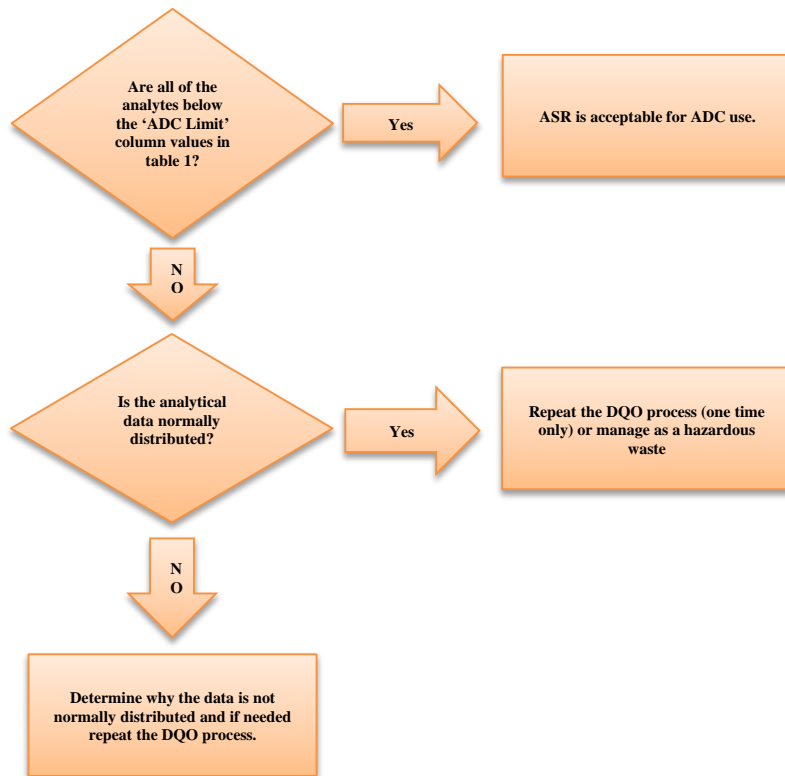 Are all of the
analytes below
the ‘ADC Limit’
column values in
table 1?
Yes
ASR is acceptable for ADC use.
N
O
Is the analytical
data normally
distributed?
Yes
Repeat the DQO process (one time
only) or manage as a hazardous
waste
N
O
Determine why the data is not
normally distributed and if needed
repeat the DQO process.